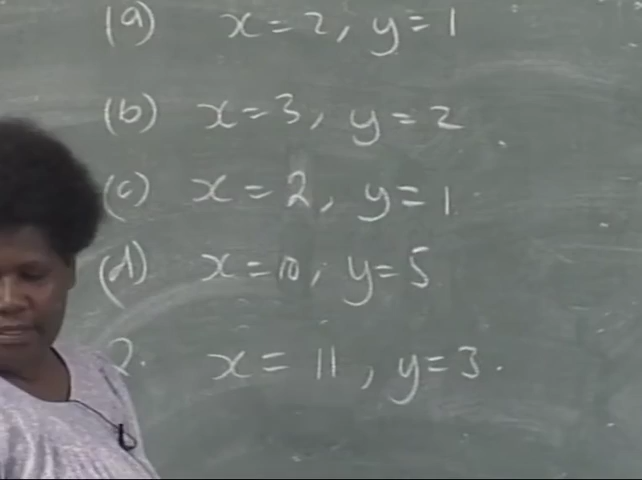 (a) x=2, y=1
(b) x=3, y=2
(c) x=2, y=1
(d) x=10, y=5
2. x=11, y=3.